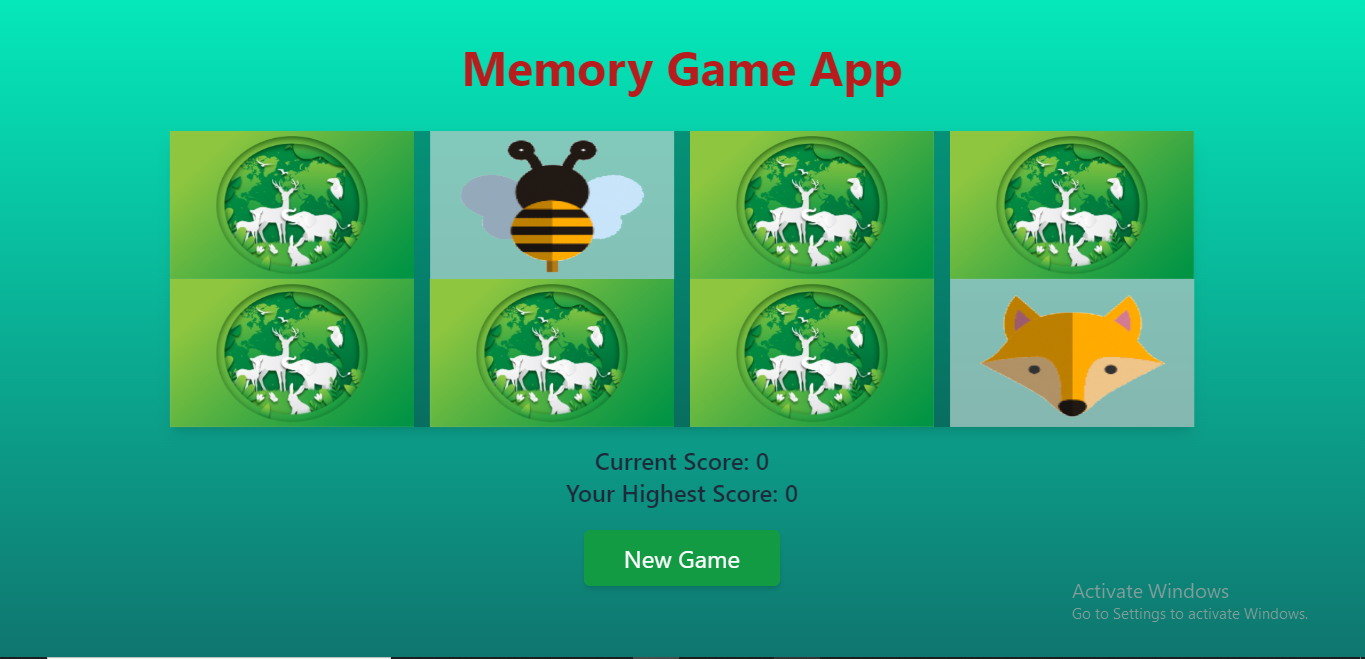 Memory Game App
Current Score: 0
Your Highest Score: 0
New Game
Activate Windows
Go to Settings to activate Windows.